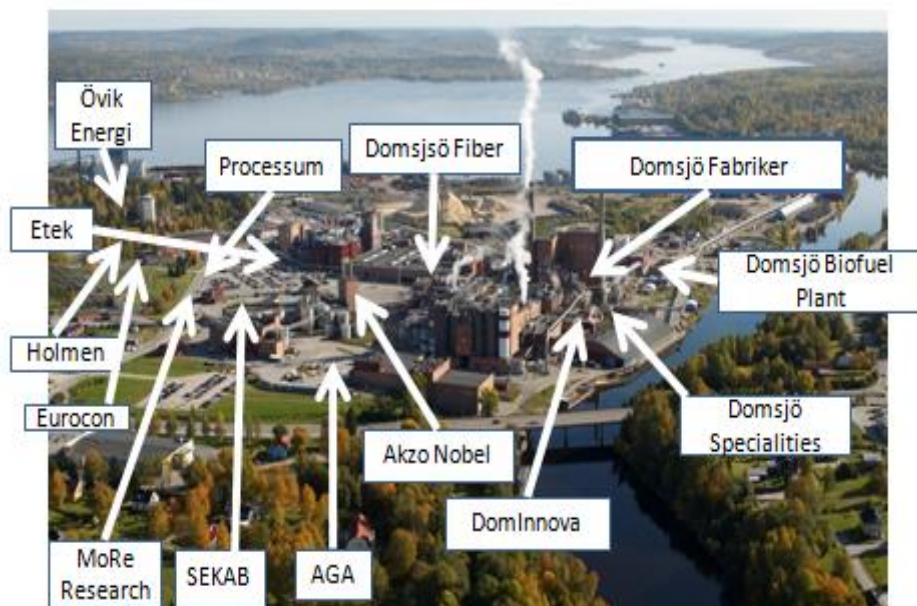 Övik
Energi
Processum
Domsjsö Fiber
Domsjö Fabriker
Etek
Domsjö Biofuel
Plant
Holmen
Eurocon
Akzo Nobel
Domsjö
Specialities
DomInnova
MoRe
Research
SEKAB
AGA